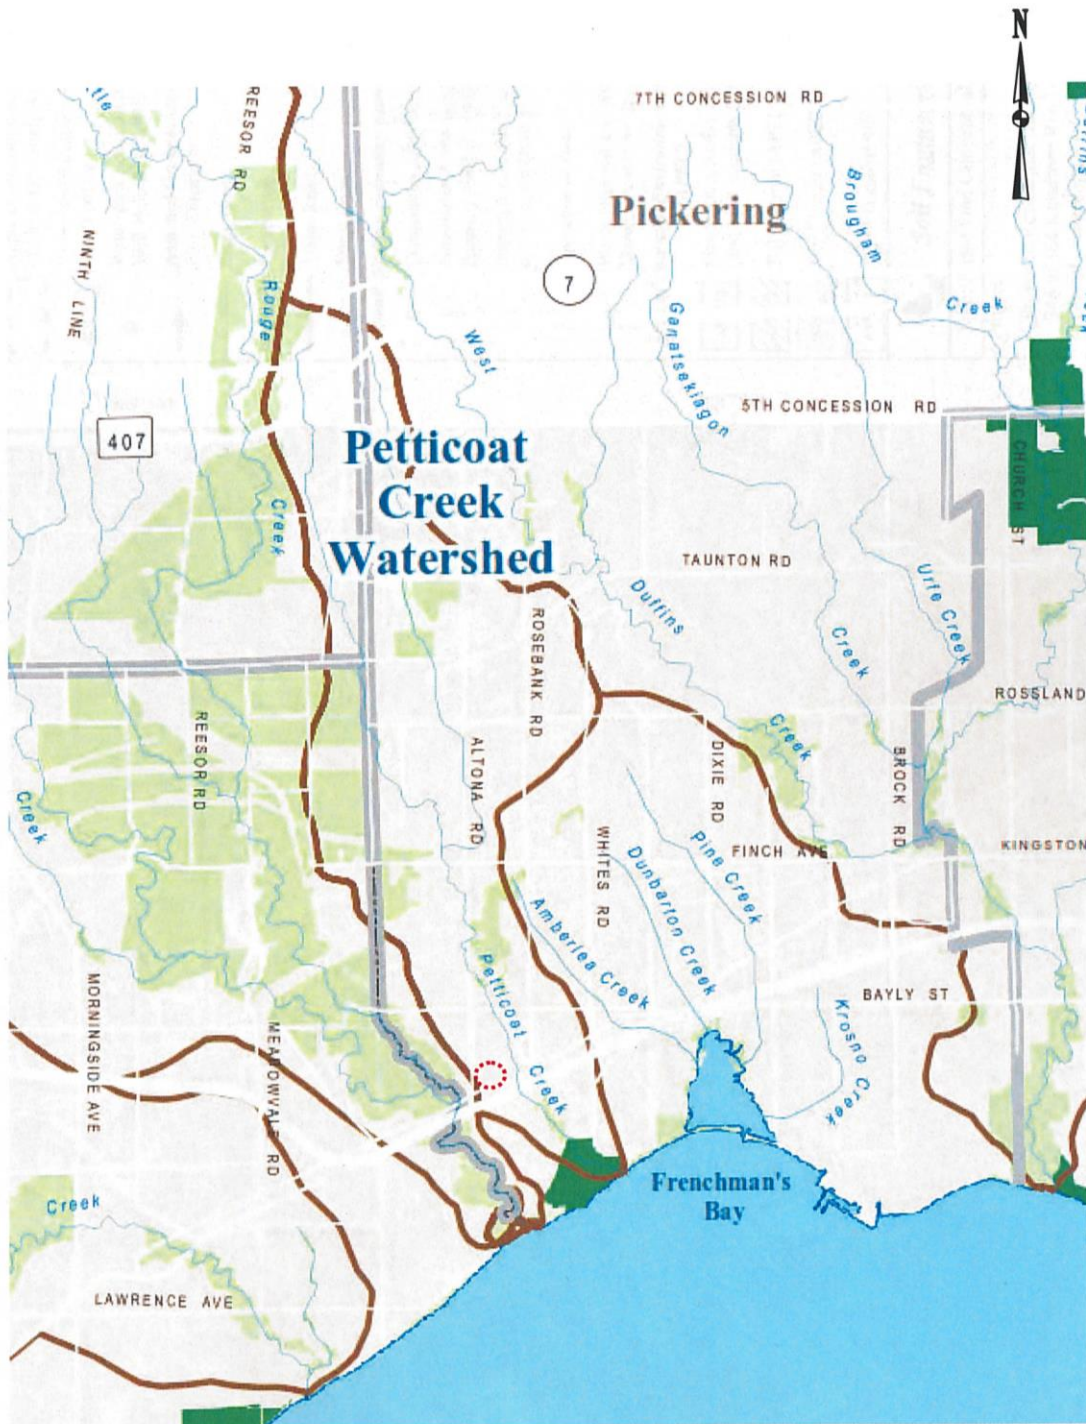 N
7TH CONCESSION RD
REESOR RD
Pickering
Brougham
Creek
7
NINTH LINE
Rouge
West
Ganatsekiagon
5TH CONCESSION RD
407
Petticoat
Creek
Watershed
CHURCH ST
Creek
TAUNTON RD
Urfe Creek
Duffins
Creek
ROSEBANK RD
ROSSLAND
REESOR RD
ALTONA RD
Creek
DIXIE RD
BROCK RD
Creek
WHITES RD
Pine Creek
FINCH AVE
KINGSTON
Dunbarton Creek
Amberlea Creek
Petticoat
Creek
BAYLY ST
Krosno Creek
MORNINGSIDE AVE
MEADOWVALE RD
Frenchman's
Bay
Creek
LAWRENCE AVE